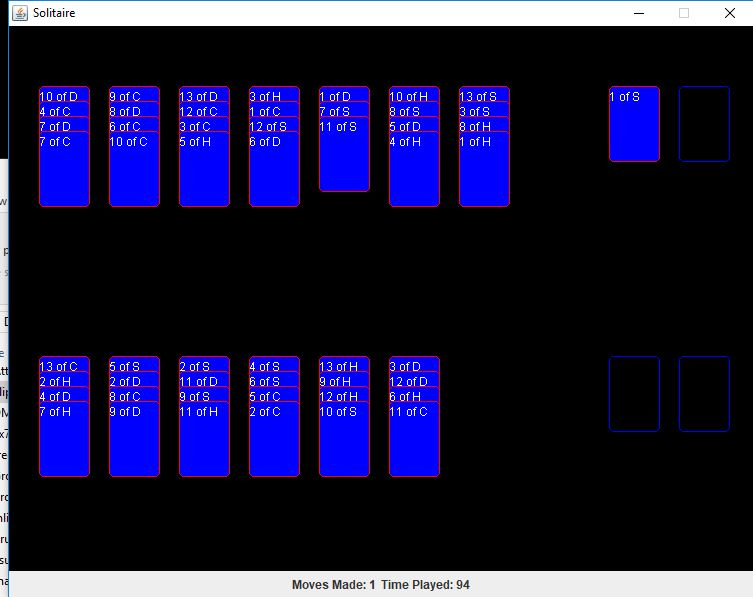 Solitaire
10 of D 9 of C 13 of D 3 of H 1 of D 10 of H 13 of S 1 of S
4 of C 8 of D 12 of C 1 of C 7 of S 8 of S 3 of S
7 of D 6 of C 3 of C 12 of S 11 of S 5 of D 8 of H
7 of C 10 of C 5 of H 6 of D 4 of H 1 of H
13 of C 5 of S 2 of S 4 of S 13 of H 3 of D
2 of H 2 of D 11 of D 6 of S 9 of H 12 of D
4 of D 8 of C 9 of S 5 of C 12 of H 6 of H
7 of H 9 of D 11 of H 2 of C 10 of S 11 of C
Moves Made: 1 Time Played: 94